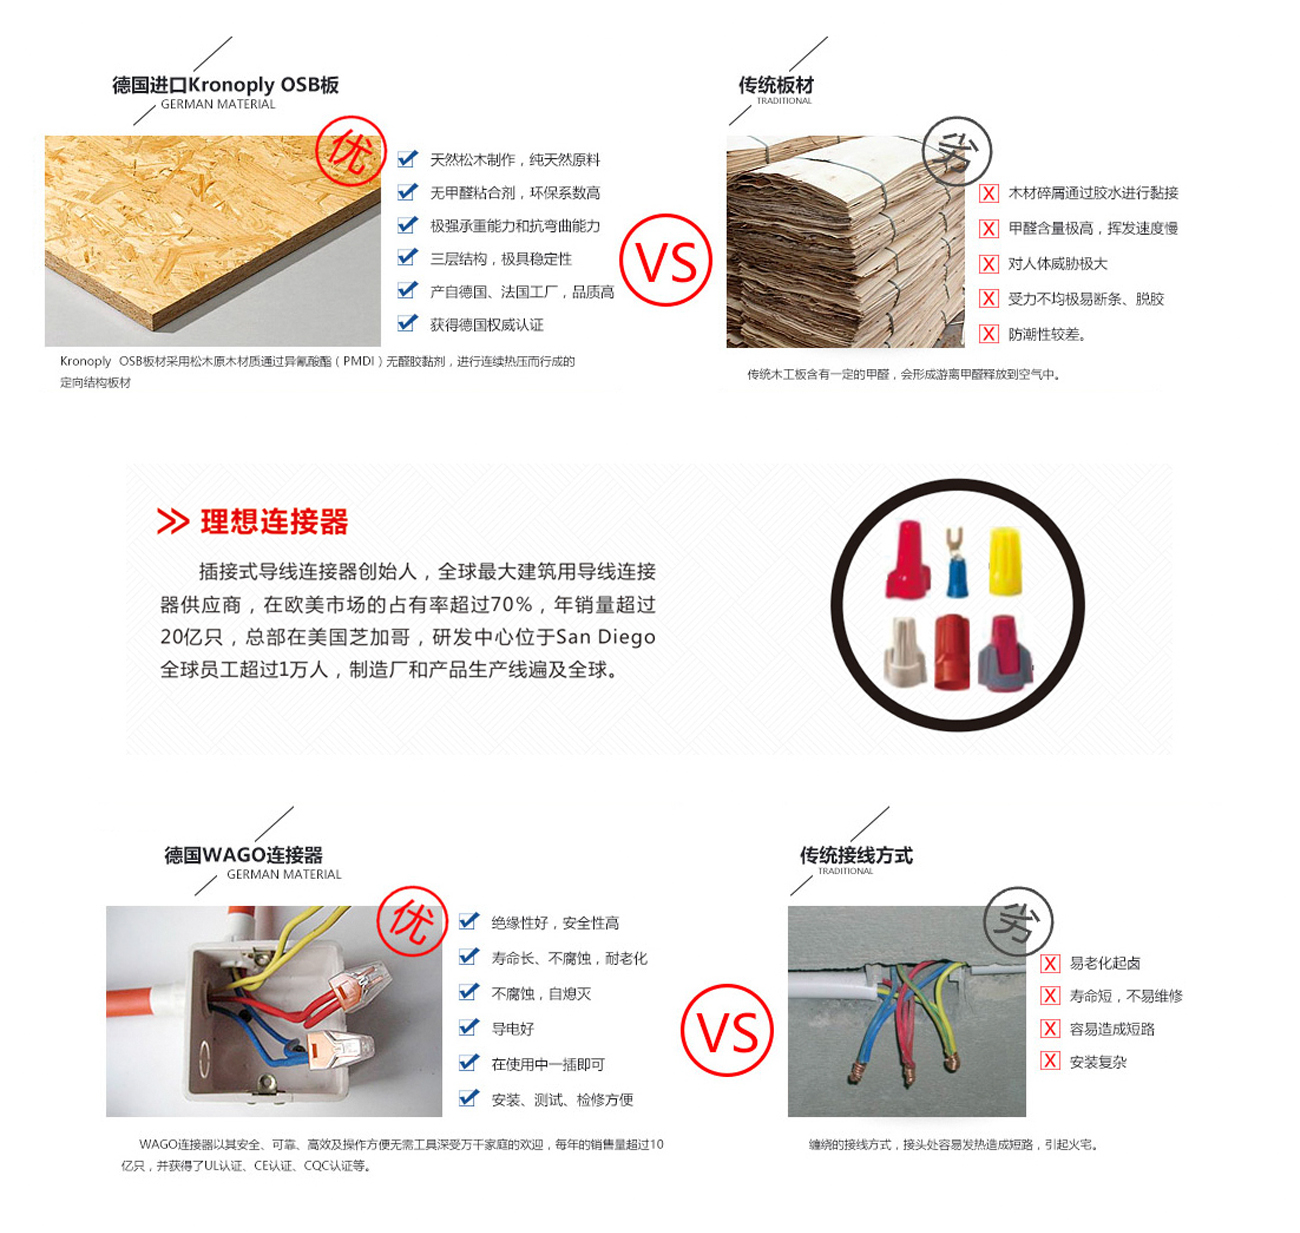 德国进口Kronoply OSB板
GERMAN MATERIAL
优
天然松木制作，纯天然原料
无甲醛粘合剂，环保系数高
极强承重能力和抗弯曲能力
三层结构，极具稳定性
产自德国、法国工厂，品质高
获得德国权威认证
Kronoply OSB板材采用松木原木材质通过异氰酸酯（PMDI）无醛胶黏剂，进行连续热压而行成的
定向结构板材
VS
传统板材
TRADITIONAL
劣
木材碎屑通过胶水进行黏接
甲醛含量极高，挥发速度慢
对人体威胁极大
受力不均极易断条、脱胶
防潮性较差。
传统木工板含有一定的甲醛，会形成游离甲醛释放到空气中。
理想连接器
插接式导线连接器创始人，全球最大建筑用导线连接
器供应商，在欧美市场的占有率超过70%，年销量超过
20亿只，总部在美国芝加哥，研发中心位于San Diego
全球员工超过1万人，制造厂和产品生产线遍及全球。
德国WAGO连接器
GERMAN MATERIAL
优
绝缘性好，安全性高
寿命长、不腐蚀，耐老化
不腐蚀，自熄灭
导电好
在使用中一插即可
安装、测试、检修方便
WAGO连接器以其安全、可靠、高效及操作方便无需工具深受万千家庭的欢迎，每年的销售量超过10
亿只，并获得了UL认证、CE认证、CQC认证等。
VS
传统接线方式
TRADITIONAL
劣
易老化起卤
寿命短，不易维修
容易造成短路
安装复杂
缠绕的接线方式，接头处容易发热造成短路，引起火宅。